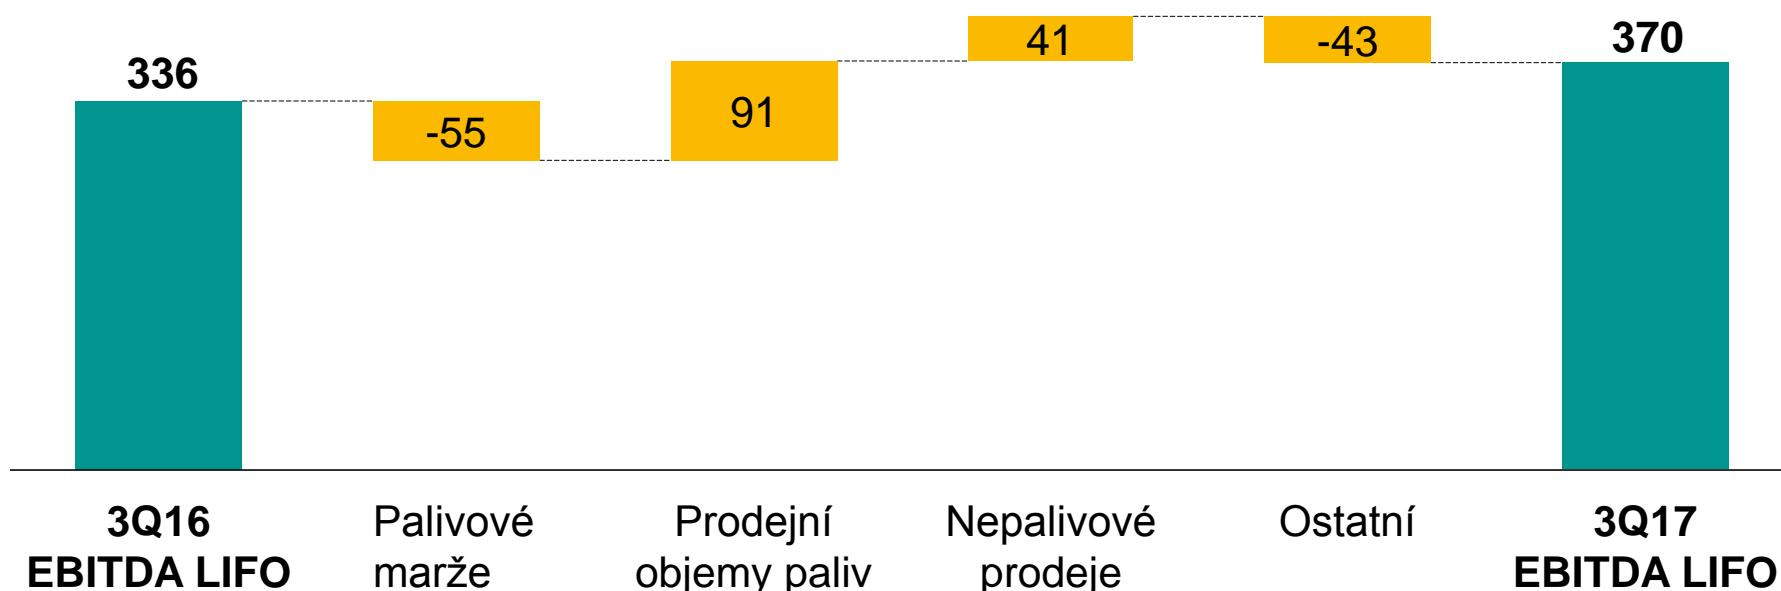 336
-55
91
41
-43
370
3Q16
EBITDA LIFO
Palivové
marže
Prodejní
objemy paliv
Nepalivové
prodeje
Ostatní
3Q17
EBITDA LIFO